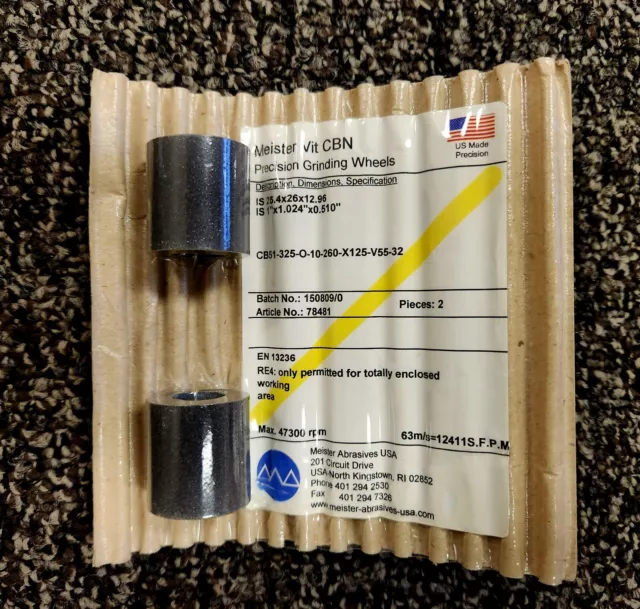 Meister Vit CBN
Precision Grinding Wheels
US Made
Precision
Description, Dimensions, Specification
IS 25.4x26x12.96
IS 1"x1.024"x0.510"
CB51-325-O-10-260-X125-V55-32
Batch No.: 150809/0
Pieces: 2
Article No.: 78481
EN 13236
RE4: only permitted for totally enclosed
working
area
Max. 47300 rpm
63m/s=12411S.F.P.M
Meister Abrasives USA
201 Circuit Drive
USA-North Kingstown, RI 02852
Phone 401 294 2530
Fax 401 294 7326
www.meister-abrasives-usa.com